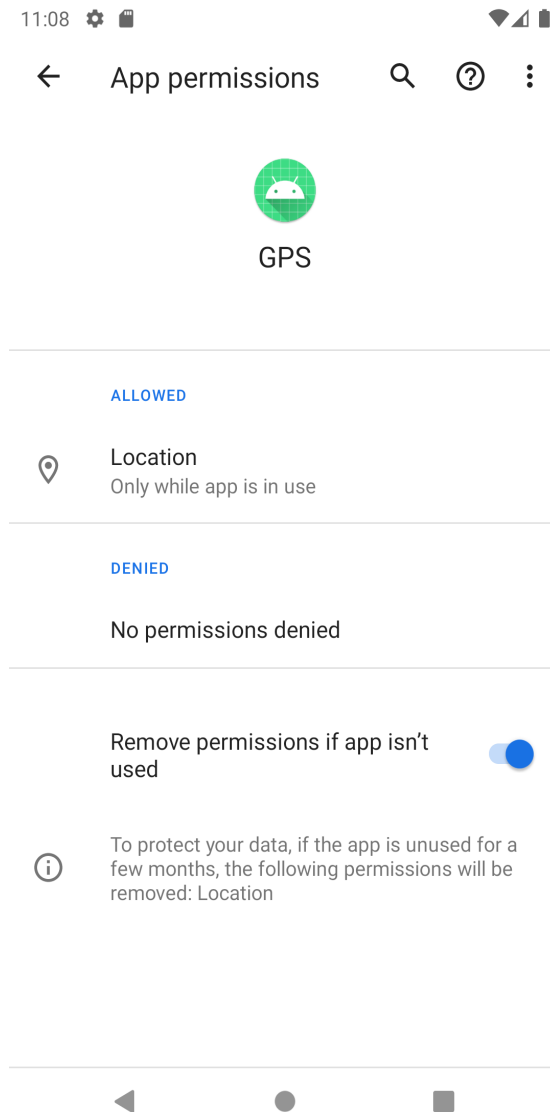 11:08
App permissions
GPS
ALLOWED
Location
Only while app is in use
DENIED
No permissions denied
Remove permissions if app isn’t
used
To protect your data, if the app is unused for a
few months, the following permissions will be
removed: Location